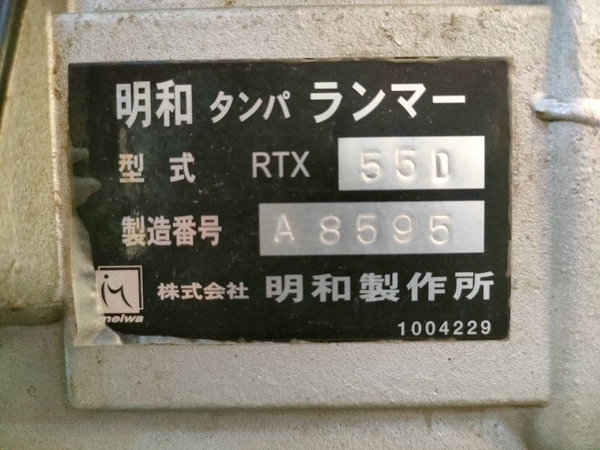 明和 タンパ ランマー
型式 RTX 55D
製造番号 A8595
meiwa 株式会社 明和製作所
1004229